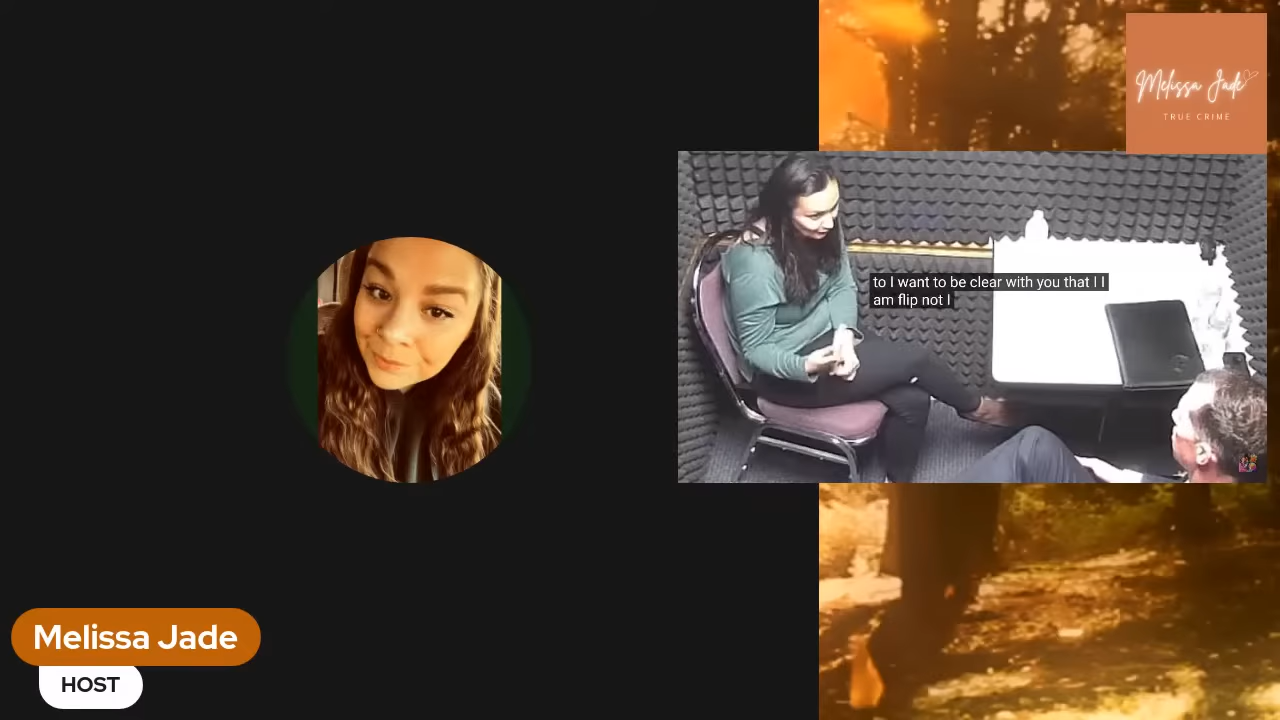 Melissa Jade
TRUE CRIME
to I want to be clear with you that I I
am flip not I
Melissa Jade
HOST